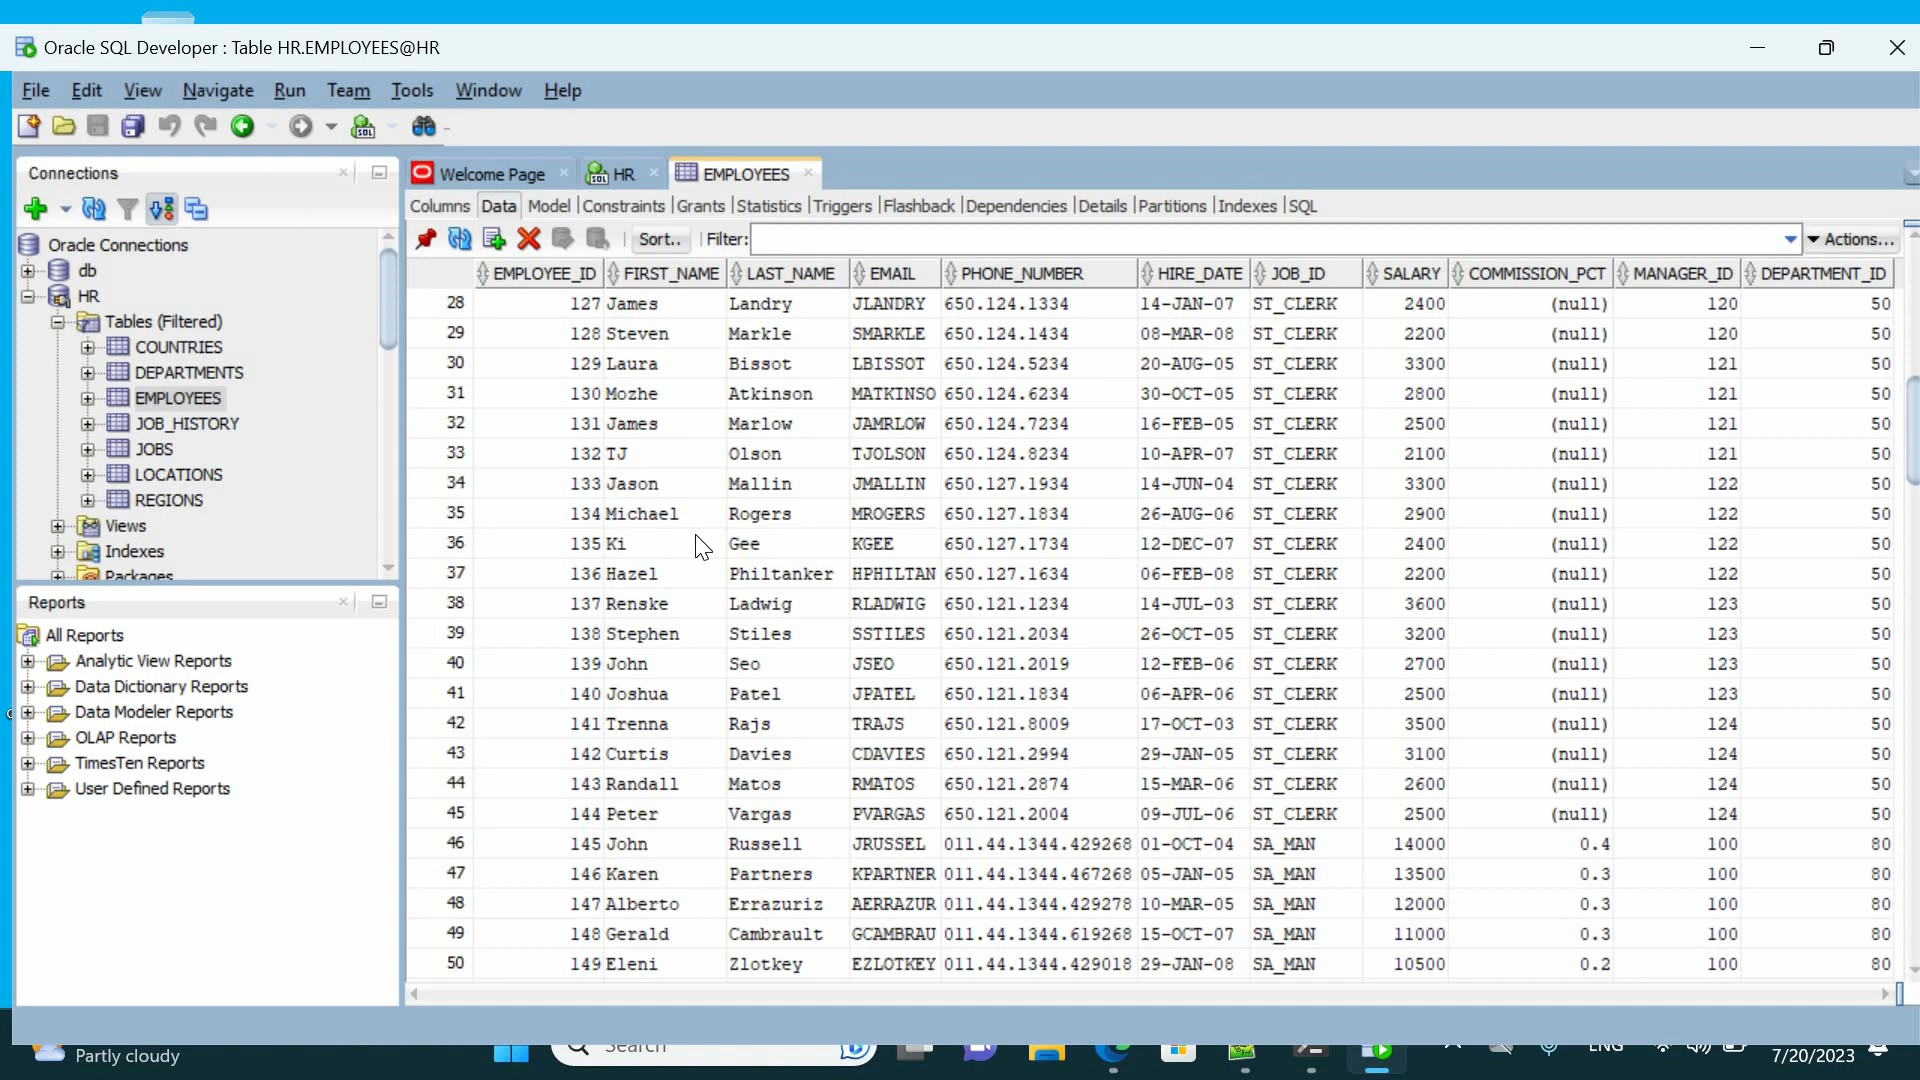 Oracle SQL Developer : Table HR.EMPLOYEES@HR
File Edit View Navigate Run Team Tools Window Help
Connections
Oracle Connections
db
HR
Tables (Filtered)
COUNTRIES
DEPARTMENTS
EMPLOYEES
JOB_HISTORY
JOBS
LOCATIONS
REGIONS
Views
Indexes
Packages
Reports
All Reports
Analytic View Reports
Data Dictionary Reports
Data Modeler Reports
OLAP Reports
TimesTen Reports
User Defined Reports
Welcome Page HR EMPLOYEES
Columns Data Model Constraints Grants Statistics Triggers Flashback Dependencies Details Partitions Indexes SQL
Sort.. Filter: Actions...
EMPLOYEE_ID FIRST_NAME LAST_NAME EMAIL PHONE_NUMBER HIRE_DATE JOB_ID SALARY COMMISSION_PCT MANAGER_ID DEPARTMENT_ID
28 127 James Landry JLANDRY 650.124.1334 14-JAN-07 ST_CLERK 2400 (null) 120 50
29 128 Steven Markle SMARKLE 650.124.1434 08-MAR-08 ST_CLERK 2200 (null) 120 50
30 129 Laura Bissot LBISSOT 650.124.5234 20-AUG-05 ST_CLERK 3300 (null) 121 50
31 130 Mozhe Atkinson MATKINSO 650.124.6234 30-OCT-05 ST_CLERK 2800 (null) 121 50
32 131 James Marlow JAMRLOW 650.124.7234 16-FEB-05 ST_CLERK 2500 (null) 121 50
33 132 TJ Olson TJOLSON 650.124.8234 10-APR-07 ST_CLERK 2100 (null) 121 50
34 133 Jason Mallin JMALLIN 650.127.1934 14-JUN-04 ST_CLERK 3300 (null) 122 50
35 134 Michael Rogers MROGERS 650.127.1834 26-AUG-06 ST_CLERK 2900 (null) 122 50
36 135 Ki Gee KGEE 650.127.1734 12-DEC-07 ST_CLERK 2400 (null) 122 50
37 136 Hazel Philtanker HPHILTAN 650.127.1634 06-FEB-08 ST_CLERK 2200 (null) 122 50
38 137 Renske Ladwig RLADWIG 650.121.1234 14-JUL-03 ST_CLERK 3600 (null) 123 50
39 138 Stephen Stiles SSTILES 650.121.2034 26-OCT-05 ST_CLERK 3200 (null) 123 50
40 139 John Seo JSEO 650.121.2019 12-FEB-06 ST_CLERK 2700 (null) 123 50
41 140 Joshua Patel JPATEL 650.121.1834 06-APR-06 ST_CLERK 2500 (null) 123 50
42 141 Trenna Rajs TRAJS 650.121.8009 17-OCT-03 ST_CLERK 3500 (null) 124 50
43 142 Curtis Davies CDAVIES 650.121.2994 29-JAN-05 ST_CLERK 3100 (null) 124 50
44 143 Randall Matos RMATOS 650.121.2874 15-MAR-06 ST_CLERK 2600 (null) 124 50
45 144 Peter Vargas PVARGAS 650.121.2004 09-JUL-06 ST_CLERK 2500 (null) 124 50
46 145 John Russell JRUSSEL 011.44.1344.429268 01-OCT-04 SA_MAN 14000 0.4 100 80
47 146 Karen Partners KPARTNER 011.44.1344.467268 05-JAN-05 SA_MAN 13500 0.3 100 80
48 147 Alberto Errazuriz AERRAZUR 011.44.1344.429278 10-MAR-05 SA_MAN 12000 0.3 100 80
49 148 Gerald Cambrault GCAMBRAU 011.44.1344.619268 15-OCT-07 SA_MAN 11000 0.3 100 80
50 149 Eleni Zlotkey EZLOTKEY 011.44.1344.429018 29-JAN-08 SA_MAN 10500 0.2 100 80
Partly cloudy Search ENG 7/20/2023